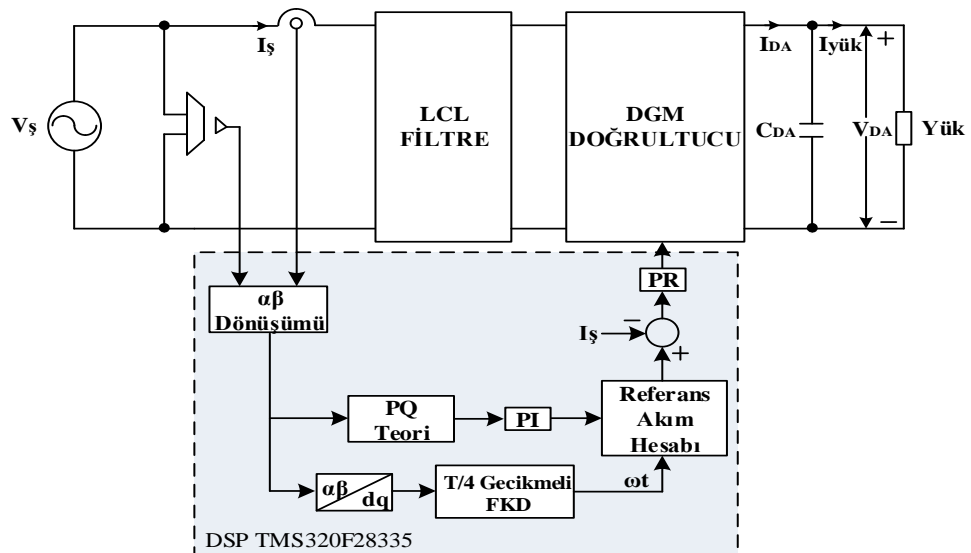 Vş
Iş
LCL
FİLTRE
DGM
DOĞRULTUCU
IDA
Iyük
+
CDA
VDA
Yük
−
αβ
Dönüşümü
PR
−
Iş
+
PQ
Teori
PI
Referans
Akım
Hesabı
αβ
dq
T/4 Gecikmeli
FKD
ωt
DSP TMS320F28335